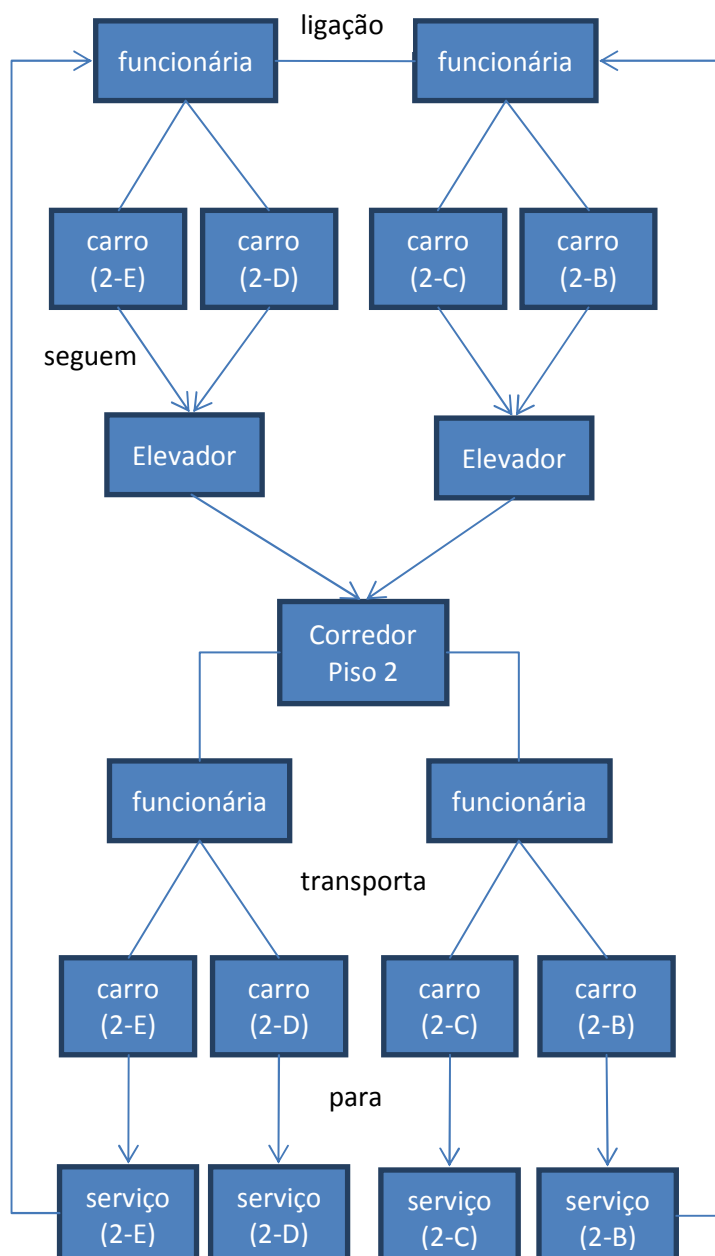 ligação
funcionária
funcionária
carro
(2-E)
carro
(2-D)
carro
(2-C)
carro
(2-B)
seguem
Elevador
Elevador
Corredor
Piso 2
funcionária
funcionária
transporta
carro
(2-E)
carro
(2-D)
carro
(2-C)
carro
(2-B)
para
serviço
(2-E)
serviço
(2-D)
serviço
(2-C)
serviço
(2-B)